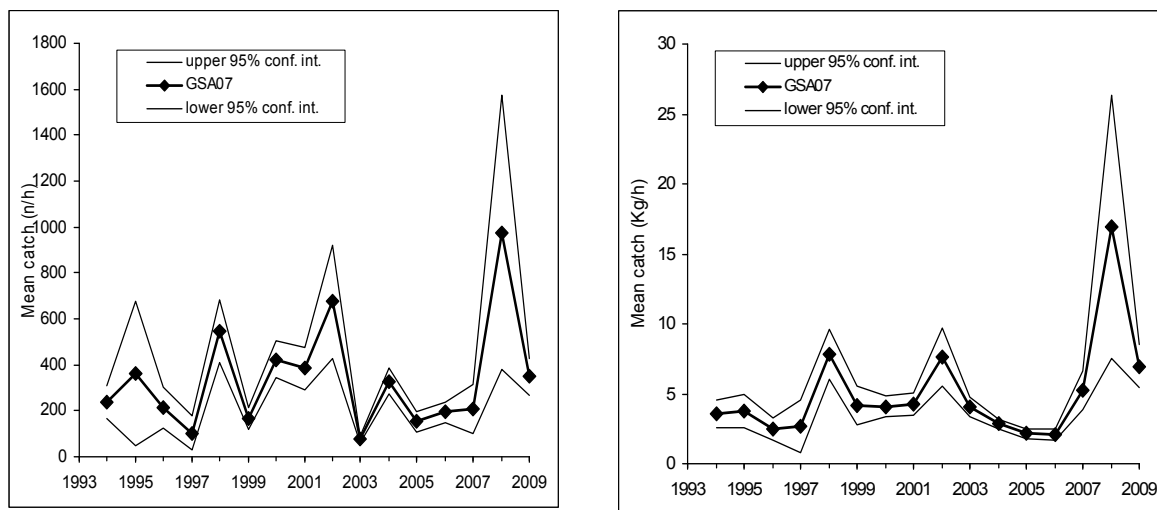 1800
1600
1400
1200
1000
800
600
400
200
0
Mean catch (n/h)
upper 95% conf. int.
GSA07
lower 95% conf. int.
1993 1995 1997 1999 2001 2003 2005 2007 2009
30
25
20
15
10
5
0
Mean catch (Kg/h)
upper 95% conf. int.
GSA07
lower 95% conf. int.
1993 1995 1997 1999 2001 2003 2005 2007 2009